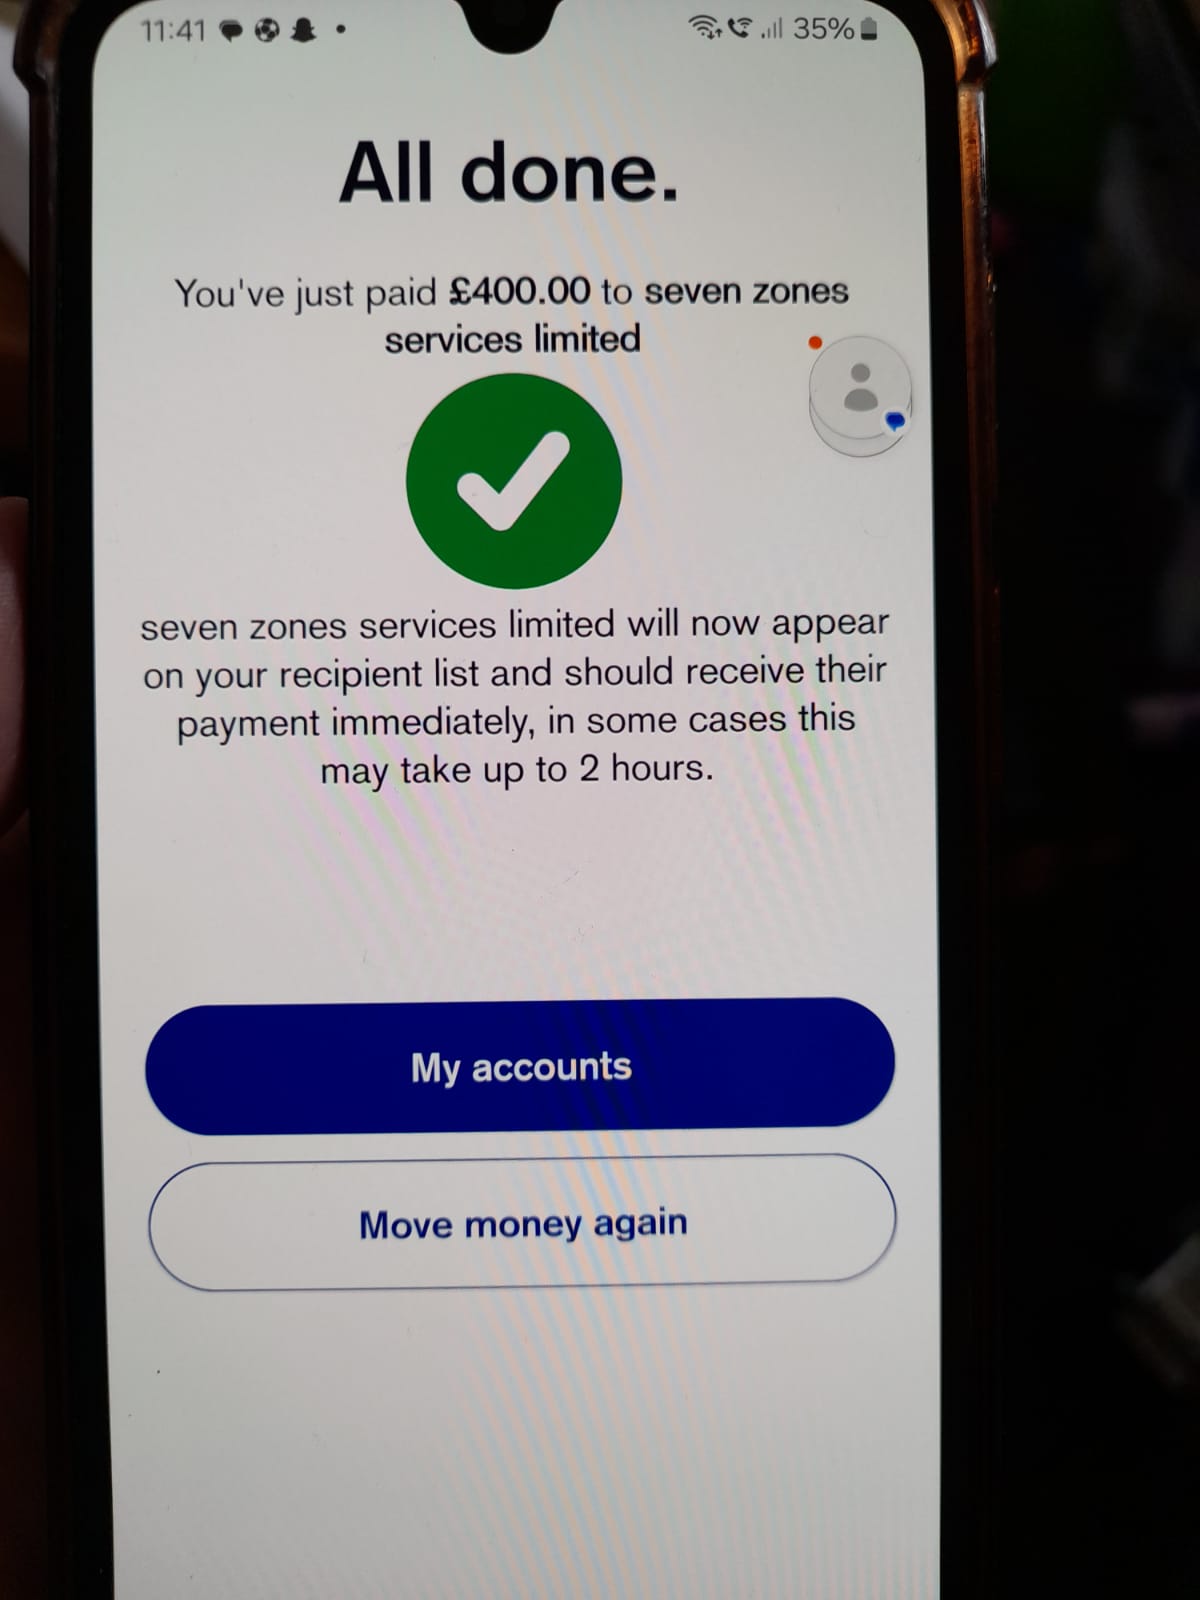 11:41 35%
All done.
You've just paid £400.00 to seven zones
services limited
seven zones services limited will now appear
on your recipient list and should receive their
payment immediately, in some cases this
may take up to 2 hours.
My accounts
Move money again